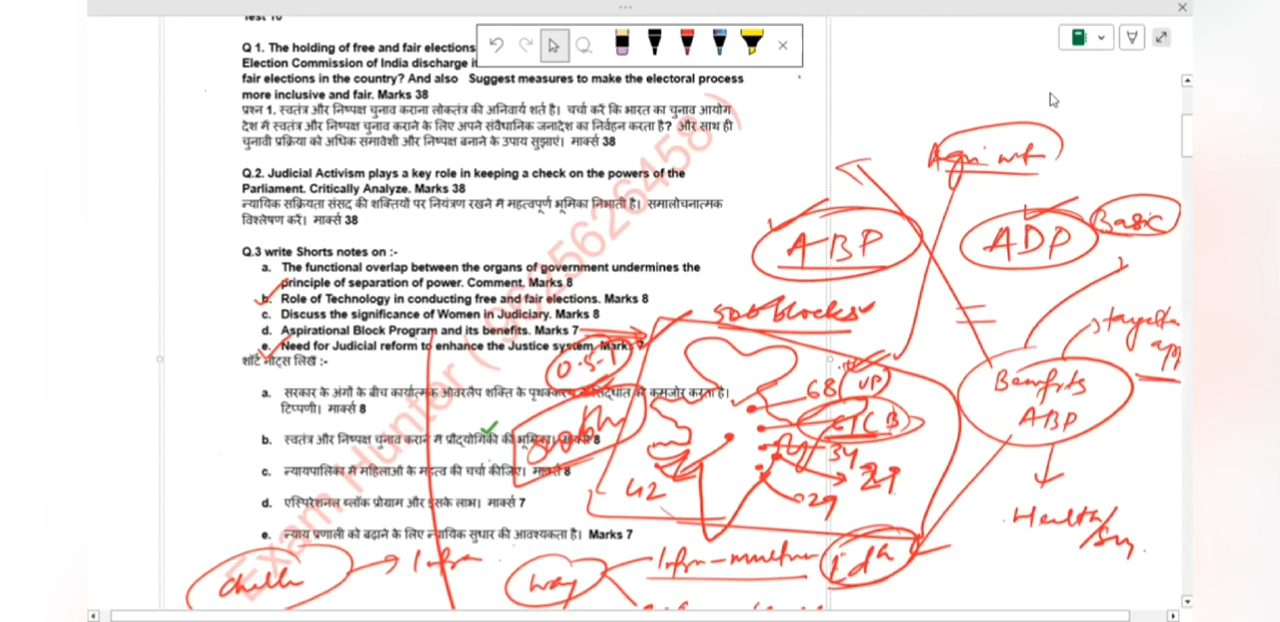 Test 10
Q 1. The holding of free and fair elections
Election Commission of India discharge i
fair elections in the country? And also Suggest measures to make the electoral process
more inclusive and fair. Marks 38
प्रश्न 1. स्वतंत्र और निष्पक्ष चुनाव कराना लोकतंत्र की अनिवार्य शर्त है। चर्चा करें कि भारत का चुनाव आयोग
देश में स्वतंत्र और निष्पक्ष चुनाव कराने के लिए अपने संवैधानिक जनादेश का निर्वहन करता है? और साथ ही
चुनावी प्रक्रिया को अधिक समावेशी और निष्पक्ष बनाने के उपाय सुझाएं। मार्क्स 38
Q.2. Judicial Activism plays a key role in keeping a check on the powers of the
Parliament. Critically Analyze. Marks 38
न्यायिक सक्रियता संसद की शक्तियों पर नियंत्रण रखने में महत्वपूर्ण भूमिका निभाती है। समालोचनात्मक
विश्लेषण करें। मार्क्स 38
Q.3 write Shorts notes on :-
a. The functional overlap between the organs of government undermines the
principle of separation of power. Comment. Marks 8
b. Role of Technology in conducting free and fair elections. Marks 8
c. Discuss the significance of Women in Judiciary. Marks 8
d. Aspirational Block Program and its benefits. Marks 7
e. Need for Judicial reform to enhance the Justice system. Marks 7
शॉर्ट नोट्स लिखें :-
a. सरकार के अंगों के बीच कार्यात्मक ओवरलैप शक्ति के पृथक्करण के सिद्धांत को कमजोर करता है।
टिप्पणी। मार्क्स 8
b. स्वतंत्र और निष्पक्ष चुनाव कराने में प्रौद्योगिकी की भूमिका। मार्क्स 8
c. न्यायपालिका में महिलाओं के महत्व की चर्चा कीजिए। मार्क्स 8
d. एस्पिरेशनल ब्लॉक प्रोग्राम और इसके लाभ। मार्क्स 7
e. न्याय प्रणाली को बढ़ाने के लिए न्यायिक सुधार की आवश्यकता है। Marks 7
Exam Hunter ( 9625626458 )
ABP
ADP
Basic
500 blocks
68 (UP)
34
27
29
42
Benefits
ABP
Health/
Infra
way